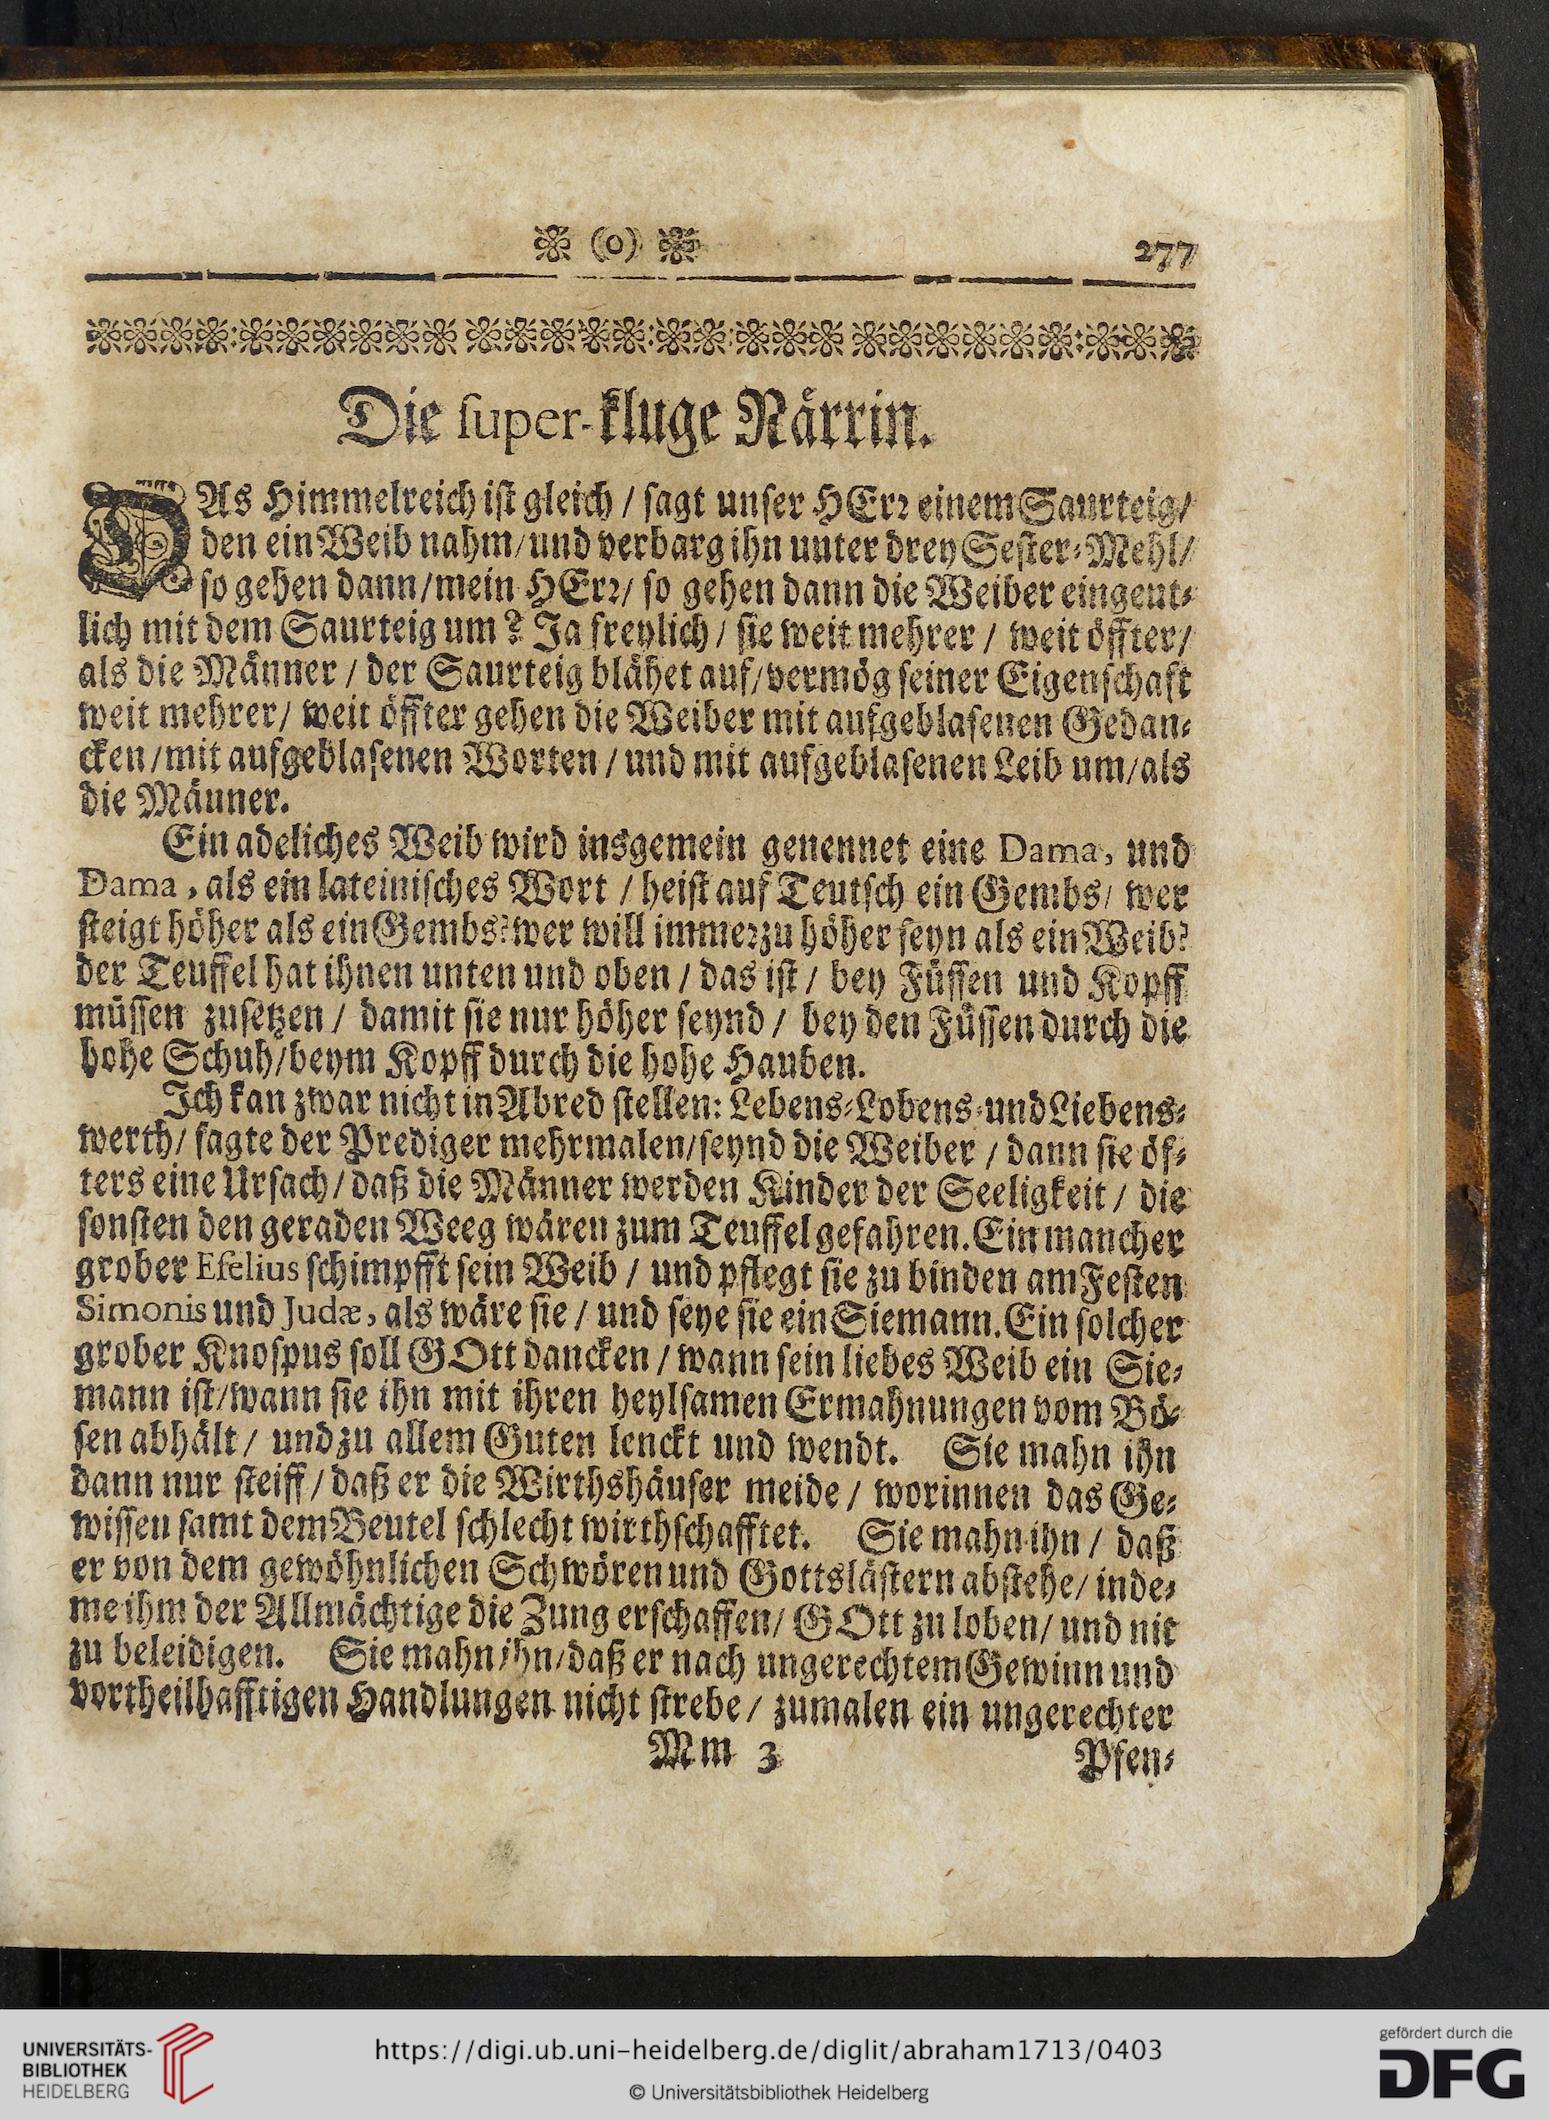 (0) 277
Die super-kluge Närrin.
DAs Himmelreich ist gleich / sagt unser HErr einem Saurteig/
den ein Weib nahm/und verbarg ihn unter drey Sester-Mehl/
so gehen dann/mein HErr/ so gehen dann die Weiber eingent-
lich mit dem Saurteig um? Ja freylich / sie weit mehrer / weit öffter/
als die Männer / der Saurteig blähet auf/vermög seiner Eigenschaft
weit mehrer/ weit öffter gehen die Weiber mit aufgeblasenen Gedan-
cken/mit aufgeblasenen Worten / und mit aufgeblasenen Leib um/als
die Männer.
Ein adeliches Weib wird insgemein genennet eine Dama, und
Dama, als ein lateinisches Wort / heist auf Teutsch ein Gembs/ wer
steigt höher als ein Gembs? wer will immerzu höher seyn als ein Weib?
der Teuffel hat ihnen unten und oben / das ist / bey Füssen und Kopff
müssen zusetzen / damit sie nur höher seynd / bey den Füssen durch die
hohe Schuh/beym Kopff durch die hohe Hauben.
Ich kan zwar nicht in Abred stellen: Lebens-Lobens-und Liebens-
werth/ sagte der Prediger mehrmalen/seynd die Weiber / dann sie öf-
ters eine Ursach/ daß die Männer werden Kinder der Seeligkeit / die
sonsten den geraden Weeg wären zum Teuffel gefahren. Ein mancher
grober Eselius schimpfft sein Weib / und pflegt sie zu binden am Festen
Simonis und Judæ, als wäre sie / und seye sie ein Siemann. Ein solcher
grober Knospus soll GOtt dancken / wann sein liebes Weib ein Sie-
mann ist/wann sie ihn mit ihren heylsamen Ermahnungen vom Bö-
sen abhält / und zu allem Guten lenckt und wendt. Sie mahn ihn
dann nur steiff / daß er die Wirthshäuser meide / worinnen das Ge-
wissen samt dem Beutel schlecht wirthschafftet. Sie mahn ihn / daß
er von dem gewöhnlichen Schwören und Gottslästern abstehe/ inde-
me ihm der Allmächtige die Zung erschaffen/ GOtt zu loben/ und nit
zu beleidigen. Sie mahn ihn/daß er nach ungerechtem Gewinn und
vortheilhafftigen Handlungen nicht strebe / zumalen ein ungerechter
Mm 3 Pfen-
UNIVERSITÄTS-
BIBLIOTHEK
HEIDELBERG
https://digi.ub.uni-heidelberg.de/diglit/abraham1713/0403
© Universitätsbibliothek Heidelberg
gefördert durch die
DFG